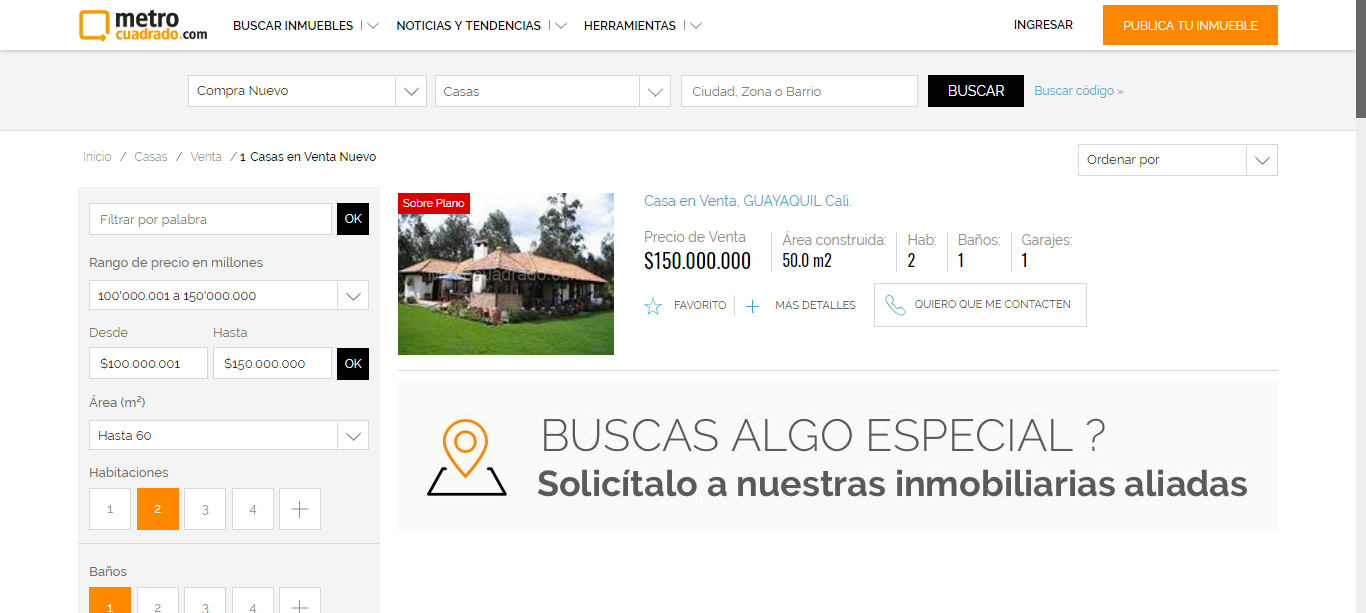 metro
cuadrado.com
BUSCAR INMUEBLES
NOTICIAS Y TENDENCIAS
HERRAMIENTAS
INGRESAR
PUBLICA TU INMUEBLE
Compra Nuevo
Casas
Ciudad, Zona o Barrio
BUSCAR
Buscar código »
Inicio / Casas / Venta / 1 Casas en Venta Nuevo
Ordenar por
Filtrar por palabra
OK
Rango de precio en millones
100'000.001 a 150'000.000
Desde
Hasta
$100.000.001
$150.000.000
OK
Área (m²)
Hasta 60
Habitaciones
1
2
3
4
+
Baños
1
2
3
4
+
Sobre Plano
Casa en Venta, GUAYAQUIL Cali.
Precio de Venta
$150.000.000
Área construida:
50.0 m2
Hab:
2
Baños:
1
Garajes:
1
FAVORITO
+ MÁS DETALLES
QUIERO QUE ME CONTACTEN
BUSCAS ALGO ESPECIAL ?
Solicítalo a nuestras inmobiliarias aliadas